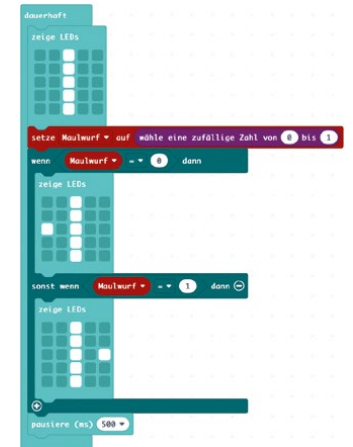 dauerhaft
zeige LEDs
setze Maulwurf auf wähle eine zufällige Zahl von 0 bis 1
wenn Maulwurf = 0 dann
zeige LEDs
sonst wenn Maulwurf = 1 dann
zeige LEDs
pausiere (ms) 500